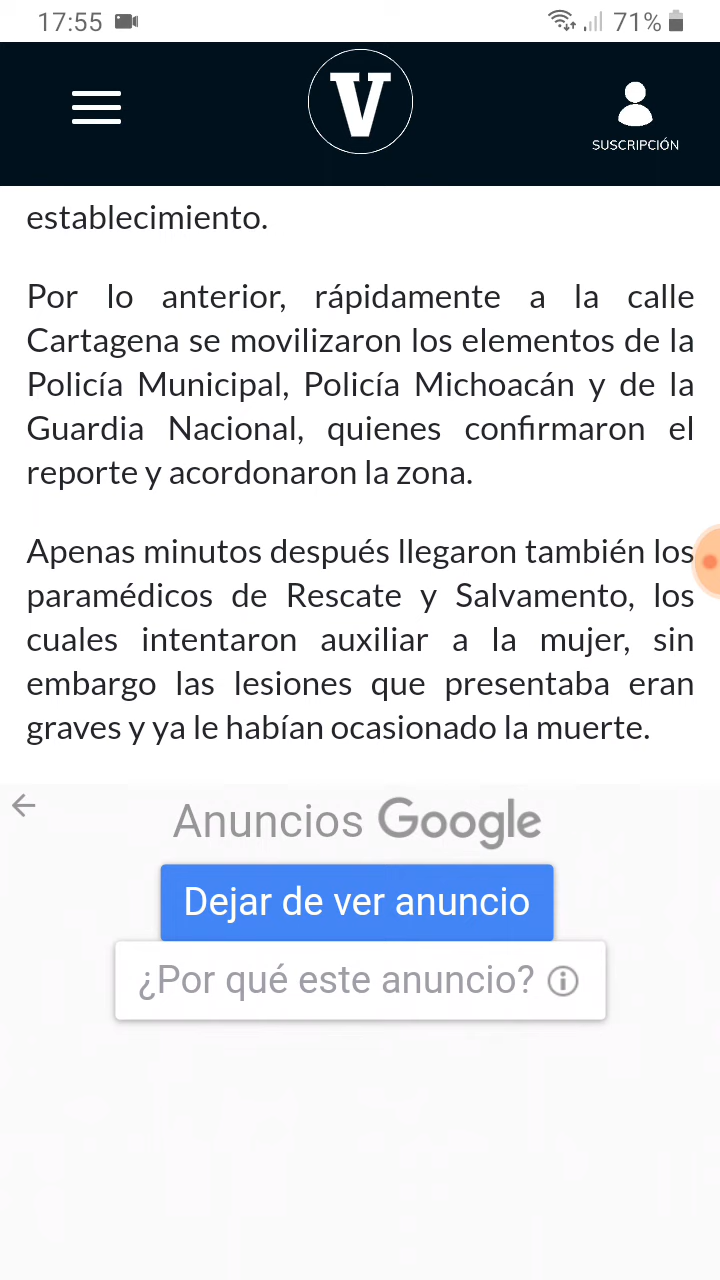 17:55 71%
V
SUSCRIPCIÓN
establecimiento.
Por lo anterior, rápidamente a la calle
Cartagena se movilizaron los elementos de la
Policía Municipal, Policía Michoacán y de la
Guardia Nacional, quienes confirmaron el
reporte y acordonaron la zona.
Apenas minutos después llegaron también los
paramédicos de Rescate y Salvamento, los
cuales intentaron auxiliar a la mujer, sin
embargo las lesiones que presentaba eran
graves y ya le habían ocasionado la muerte.
Anuncios Google
Dejar de ver anuncio
¿Por qué este anuncio?